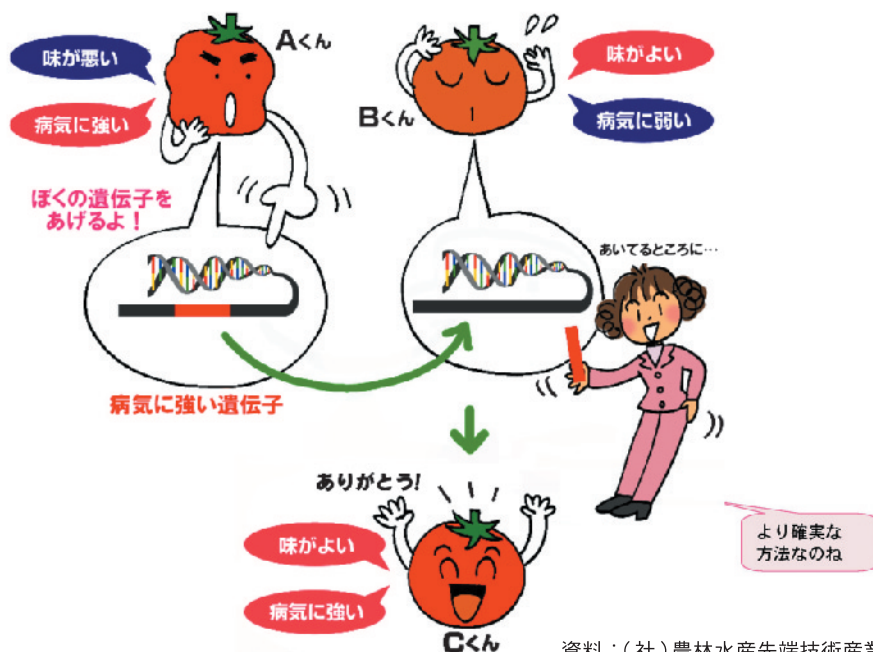 Aくん
味が悪い
病気に強い
Bくん
味がよい
病気に弱い
ぼくの遺伝子を
あげるよ！
あいてるところに…
病気に強い遺伝子
ありがとう!
味がよい
病気に強い
Cくん
より確実な
方法なのね
資料：(社)農林水産先端技術産業